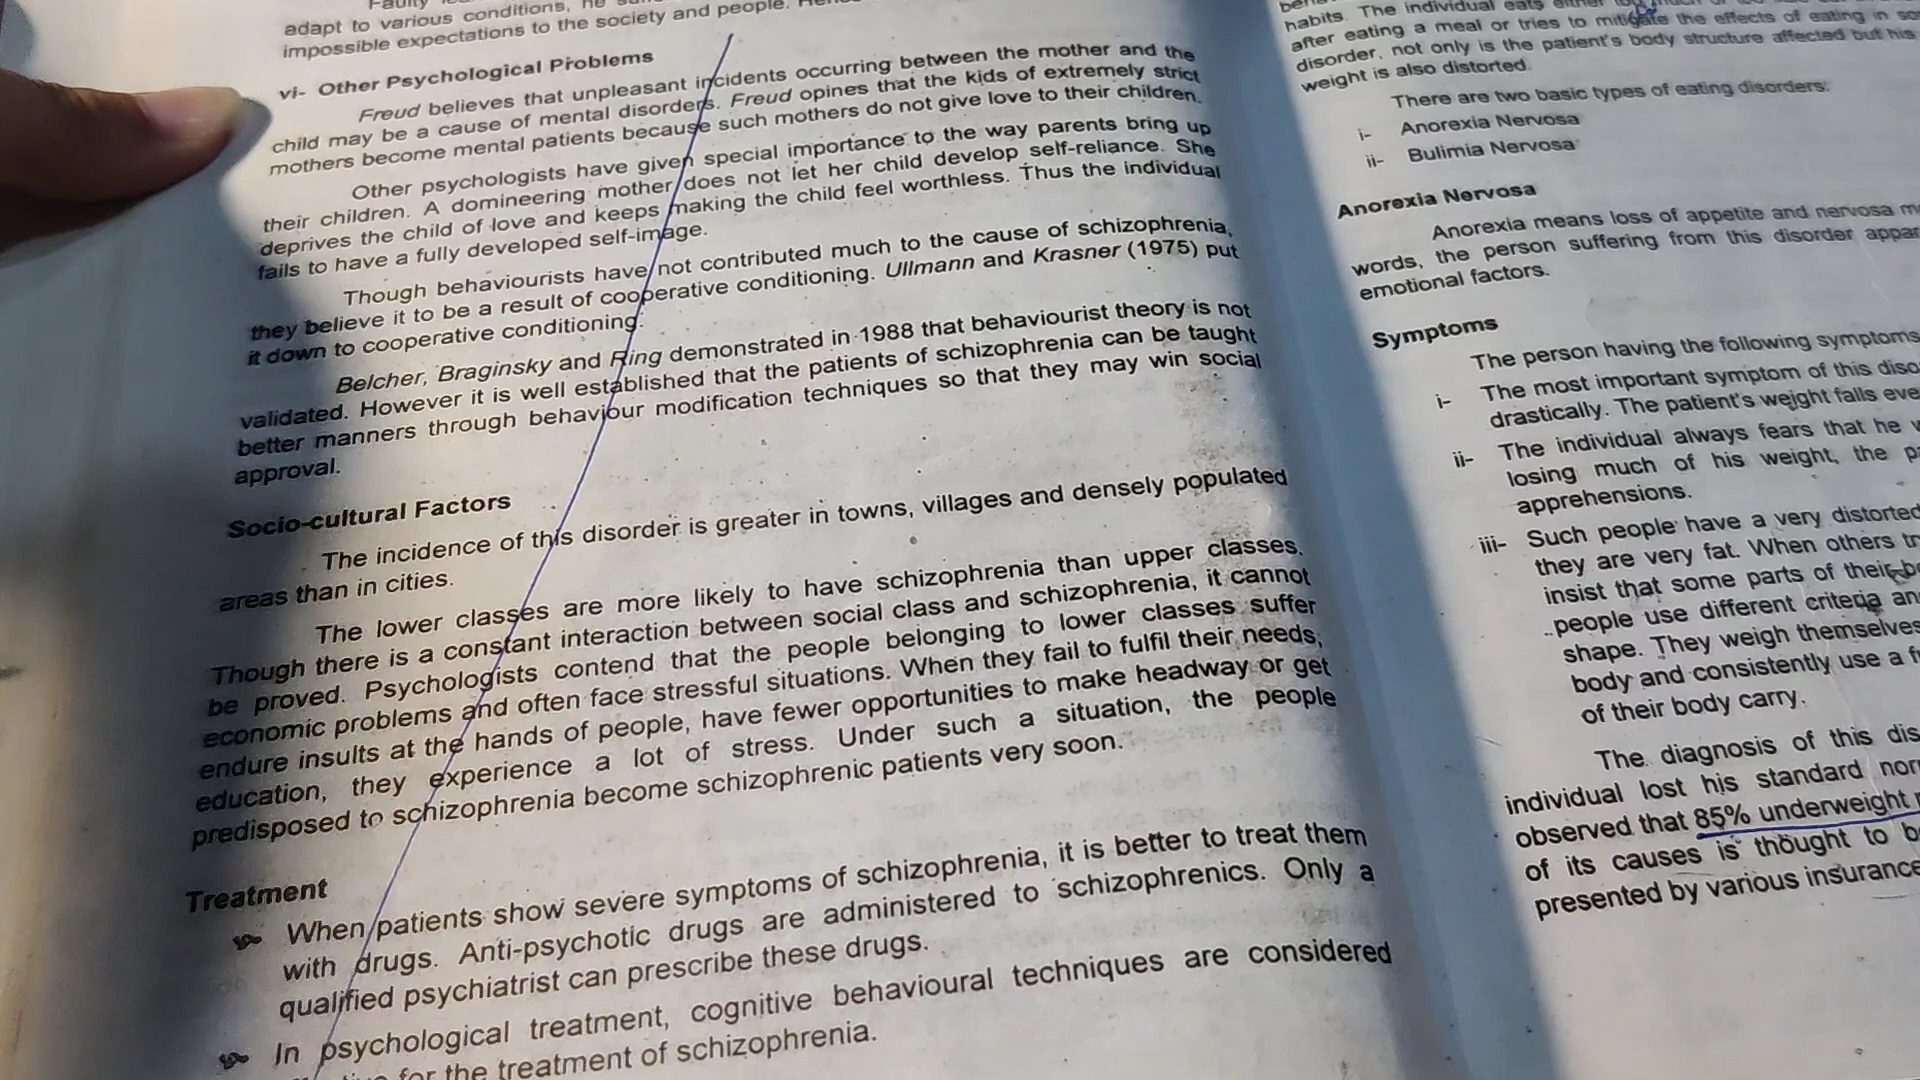 adapt to various conditions, he
impossible expectations to the society and people.
vi- Other Psychological Problems
Freud believes that unpleasant incidents occurring between the mother and the
child may be a cause of mental disorders. Freud opines that the kids of extremely strict
mothers become mental patients because such mothers do not give love to their children.
Other psychologists have given special importance to the way parents bring up
their children. A domineering mother does not let her child develop self-reliance. She
deprives the child of love and keeps making the child feel worthless. Thus the individual
fails to have a fully developed self-image.
Though behaviourists have not contributed much to the cause of schizophrenia,
they believe it to be a result of cooperative conditioning. Ullmann and Krasner (1975) put
it down to cooperative conditioning.
Belcher, Braginsky and Ring demonstrated in 1988 that behaviourist theory is not
validated. However it is well established that the patients of schizophrenia can be taught
better manners through behaviour modification techniques so that they may win social
approval.
Socio-cultural Factors
The incidence of this disorder is greater in towns, villages and densely populated
areas than in cities.
The lower classes are more likely to have schizophrenia than upper classes.
Though there is a constant interaction between social class and schizophrenia, it cannot
be proved. Psychologists contend that the people belonging to lower classes suffer
economic problems and often face stressful situations. When they fail to fulfil their needs,
endure insults at the hands of people, have fewer opportunities to make headway or get
education, they experience a lot of stress. Under such a situation, the people
predisposed to schizophrenia become schizophrenic patients very soon.
Treatment
When patients show severe symptoms of schizophrenia, it is better to treat them
with drugs. Anti-psychotic drugs are administered to schizophrenics. Only a
qualified psychiatrist can prescribe these drugs.
In psychological treatment, cognitive behavioural techniques are considered
for the treatment of schizophrenia.
habits. The individual eats either
after eating a meal or tries to mitigate the effects of eating in
disorder, not only is the patient's body structure affected but his
weight is also distorted.
There are two basic types of eating disorders:
i- Anorexia Nervosa
ii- Bulimia Nervosa
Anorexia Nervosa
Anorexia means loss of appetite and nervosa
words, the person suffering from this disorder
emotional factors.
Symptoms
The person having the following symptoms
i- The most important symptom of this
drastically. The patient's weight falls
ii- The individual always fears that he
losing much of his weight, the
apprehensions.
iii- Such people have a very distorted
they are very fat. When others
insist that some parts of their
people use different criteria
shape. They weigh themselves
body and consistently use a
of their body carry.
The diagnosis of this
individual lost his standard
observed that 85% underweight
of its causes is thought to
presented by various insurance